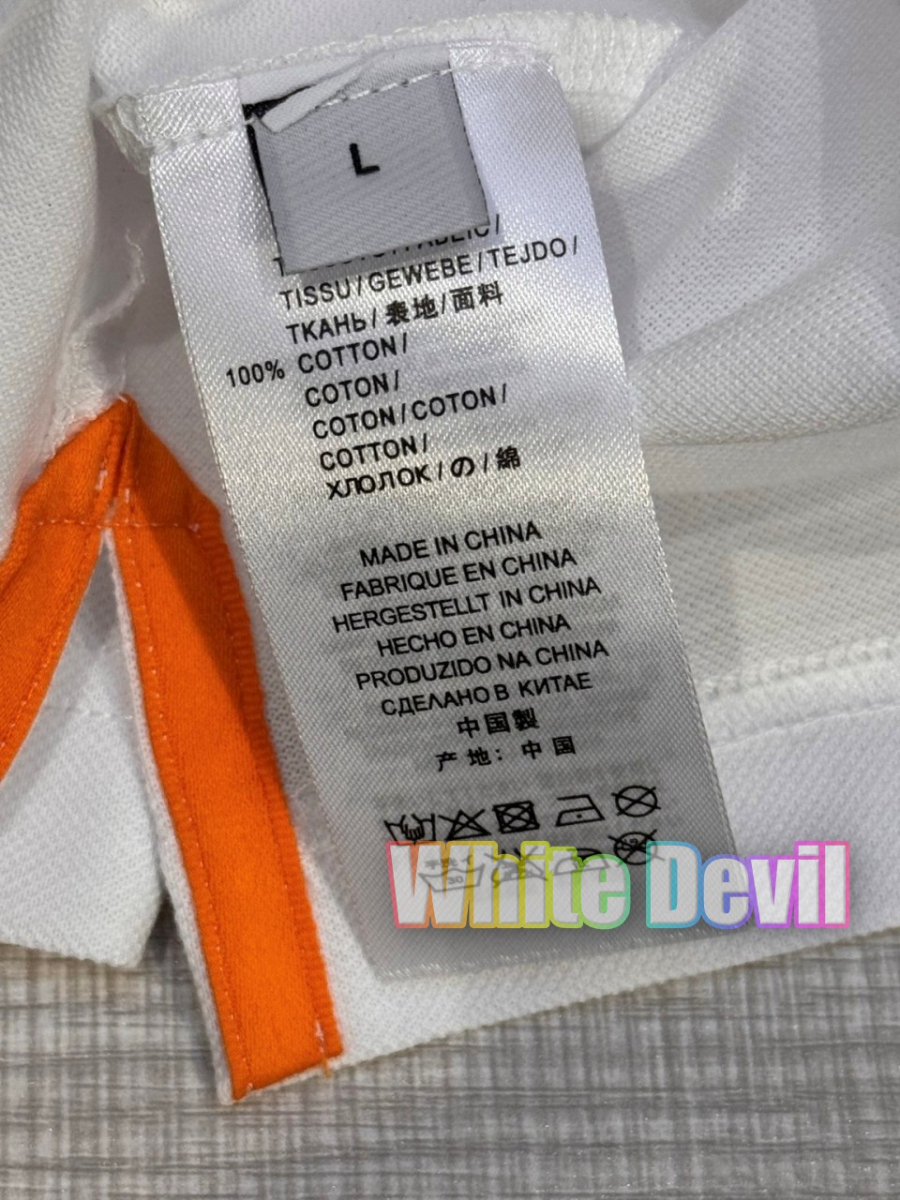 L
TISSU / GEWEBE / TEJDO /
ТКАНЬ / 表地 / 面料
100% COTTON /
COTON /
COTON / COTON /
COTTON /
ХЛОЛОК / の / 綿
MADE IN CHINA
FABRIQUE EN CHINA
HERGESTELLT IN CHINA
HECHO EN CHINA
PRODUZIDO NA CHINA
СДЕЛАНО В КИТАЕ
中国製
产 地： 中 国
30
White Devil